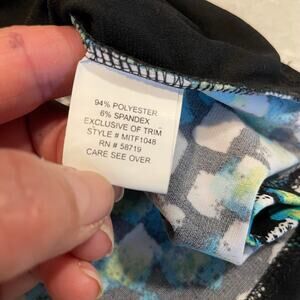 94% POLYESTER
6% SPANDEX
EXCLUSIVE OF TRIM
STYLE # MITF1048
RN # 58719
CARE SEE OVER